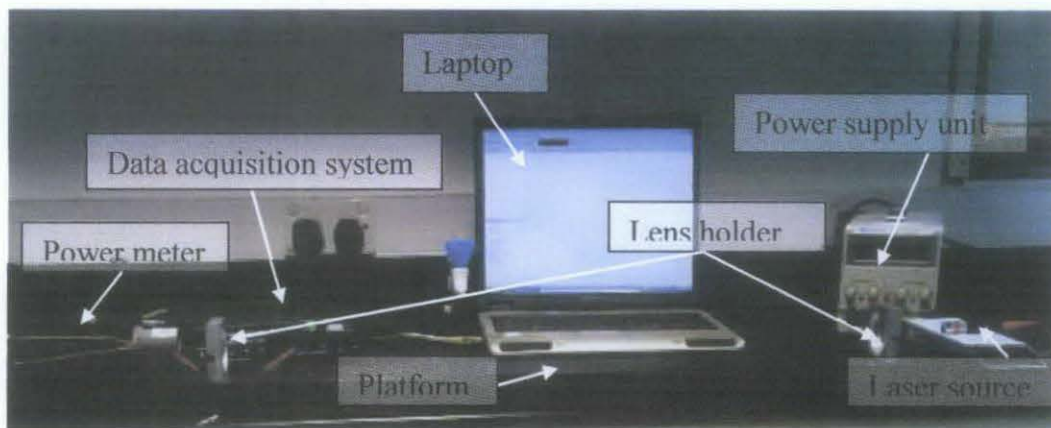 Laptop
Power supply unit
Data acquisition system
Lens holder
Power meter
Platform
Laser source